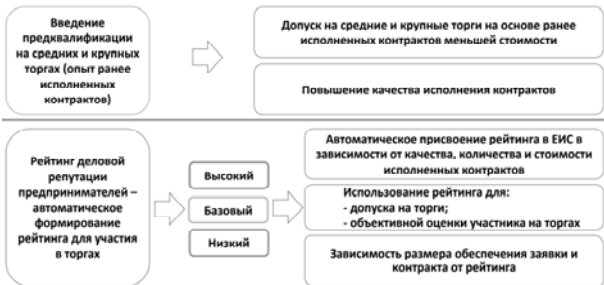 Введение
предквалификации
на средних и крупных
торгах (опыт ранее
исполненных
контрактов)
Допуск на средние и крупные торги на основе ранее
исполненных контрактов меньшей стоимости
Повышение качества исполнения контрактов
Рейтинг деловой
репутации
предпринимателей –
автоматическое
формирование
рейтинга для участия
в торгах
Высокий
Базовый
Низкий
Автоматическое присвоение рейтинга в ЕИС в
зависимости от качества, количества и стоимости
исполненных контрактов
Использование рейтинга для:
- допуска на торги;
- объективной оценки участника на торгах
Зависимость размера обеспечения заявки и
контракта от рейтинга